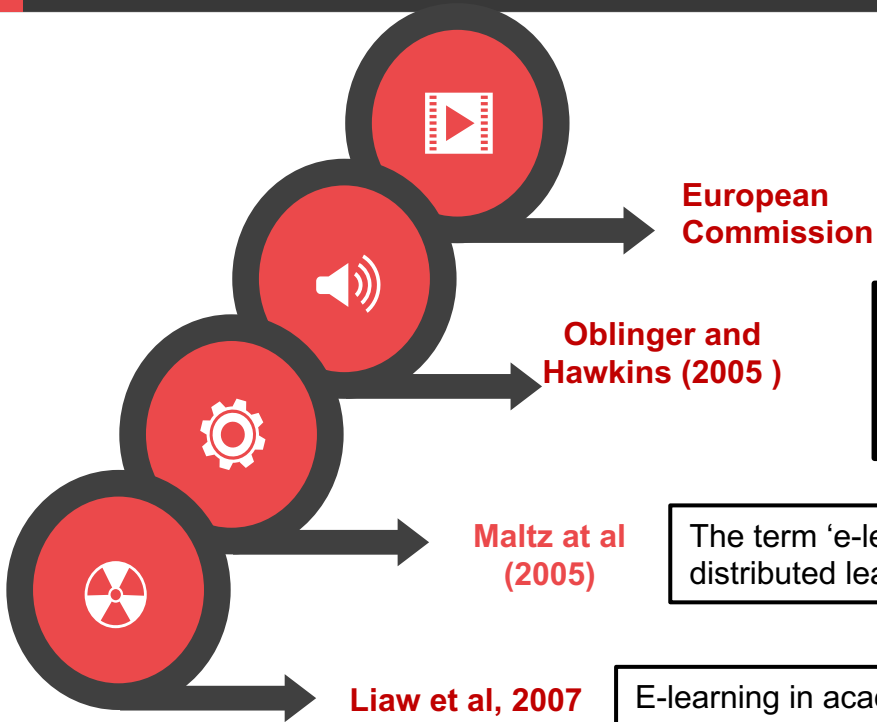 European
Commission
Oblinger and
Hawkins (2005 )
Maltz at al
(2005)
The term ‘e-le
distributed lea
Liaw et al, 2007
E-learning in acad